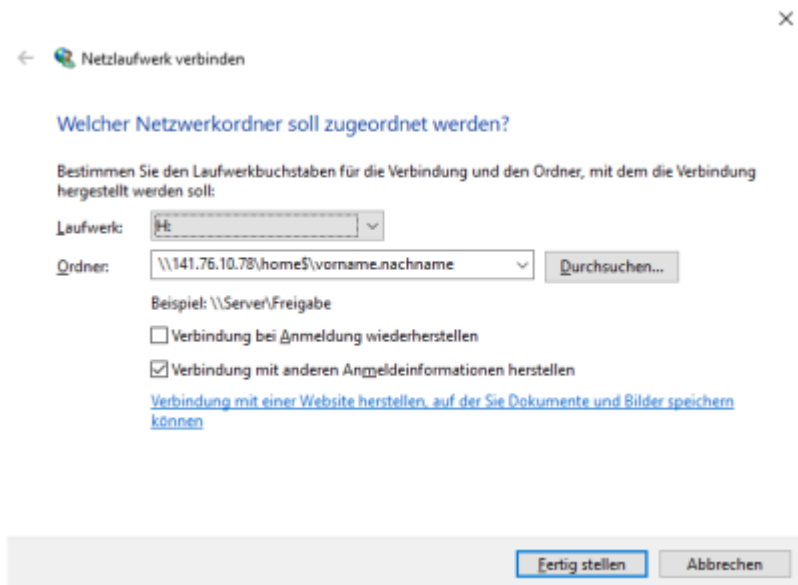 Netzlaufwerk verbinden
Welcher Netzwerkordner soll zugeordnet werden?
Bestimmen Sie den Laufwerkbuchstaben für die Verbindung und den Ordner, mit dem die Verbindung
hergestellt werden soll:
Laufwerk: H:
Ordner: \\141.76.10.78\home$\vorname.nachname Durchsuchen...
Beispiel: \\Server\Freigabe
Verbindung bei Anmeldung wiederherstellen
Verbindung mit anderen Anmeldeinformationen herstellen
Verbindung mit einer Website herstellen, auf der Sie Dokumente und Bilder speichern
können
Fertig stellen Abbrechen